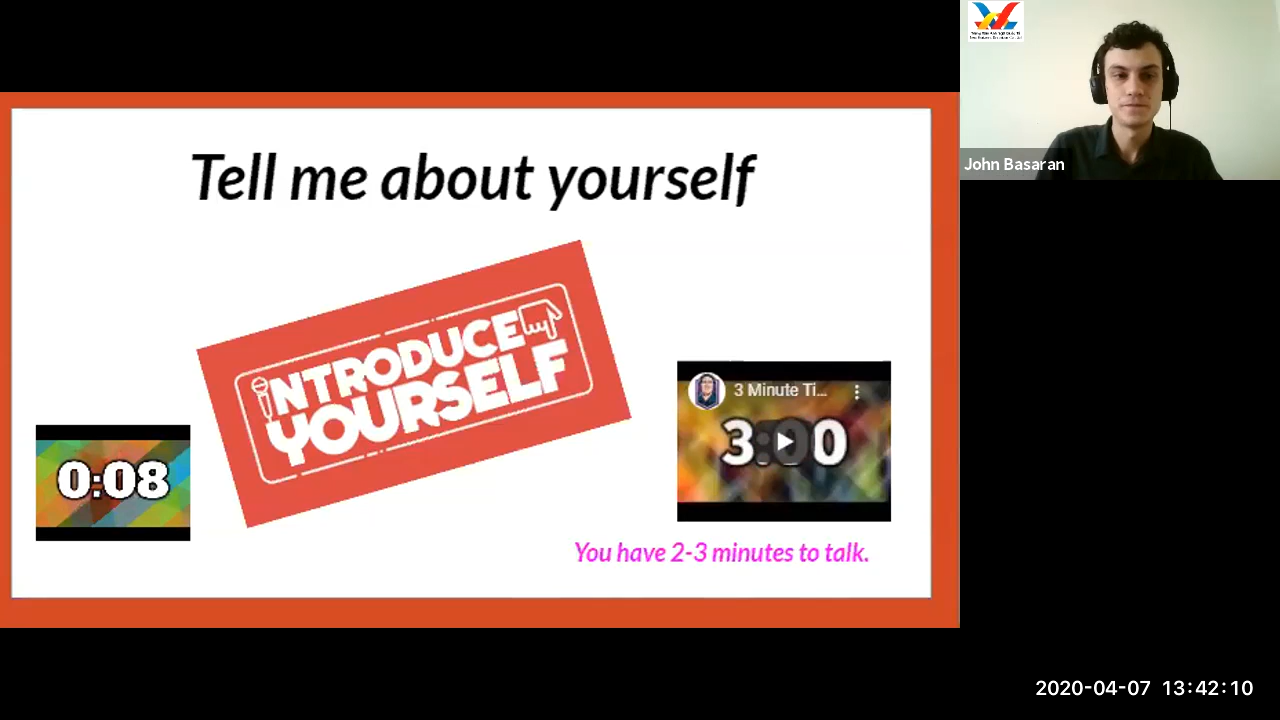 Tell me about yourself
INTRODUCE
YOURSELF
0:08
3 Minute Ti...
3:00
You have 2-3 minutes to talk.
John Basaran
2020-04-07 13:42:10